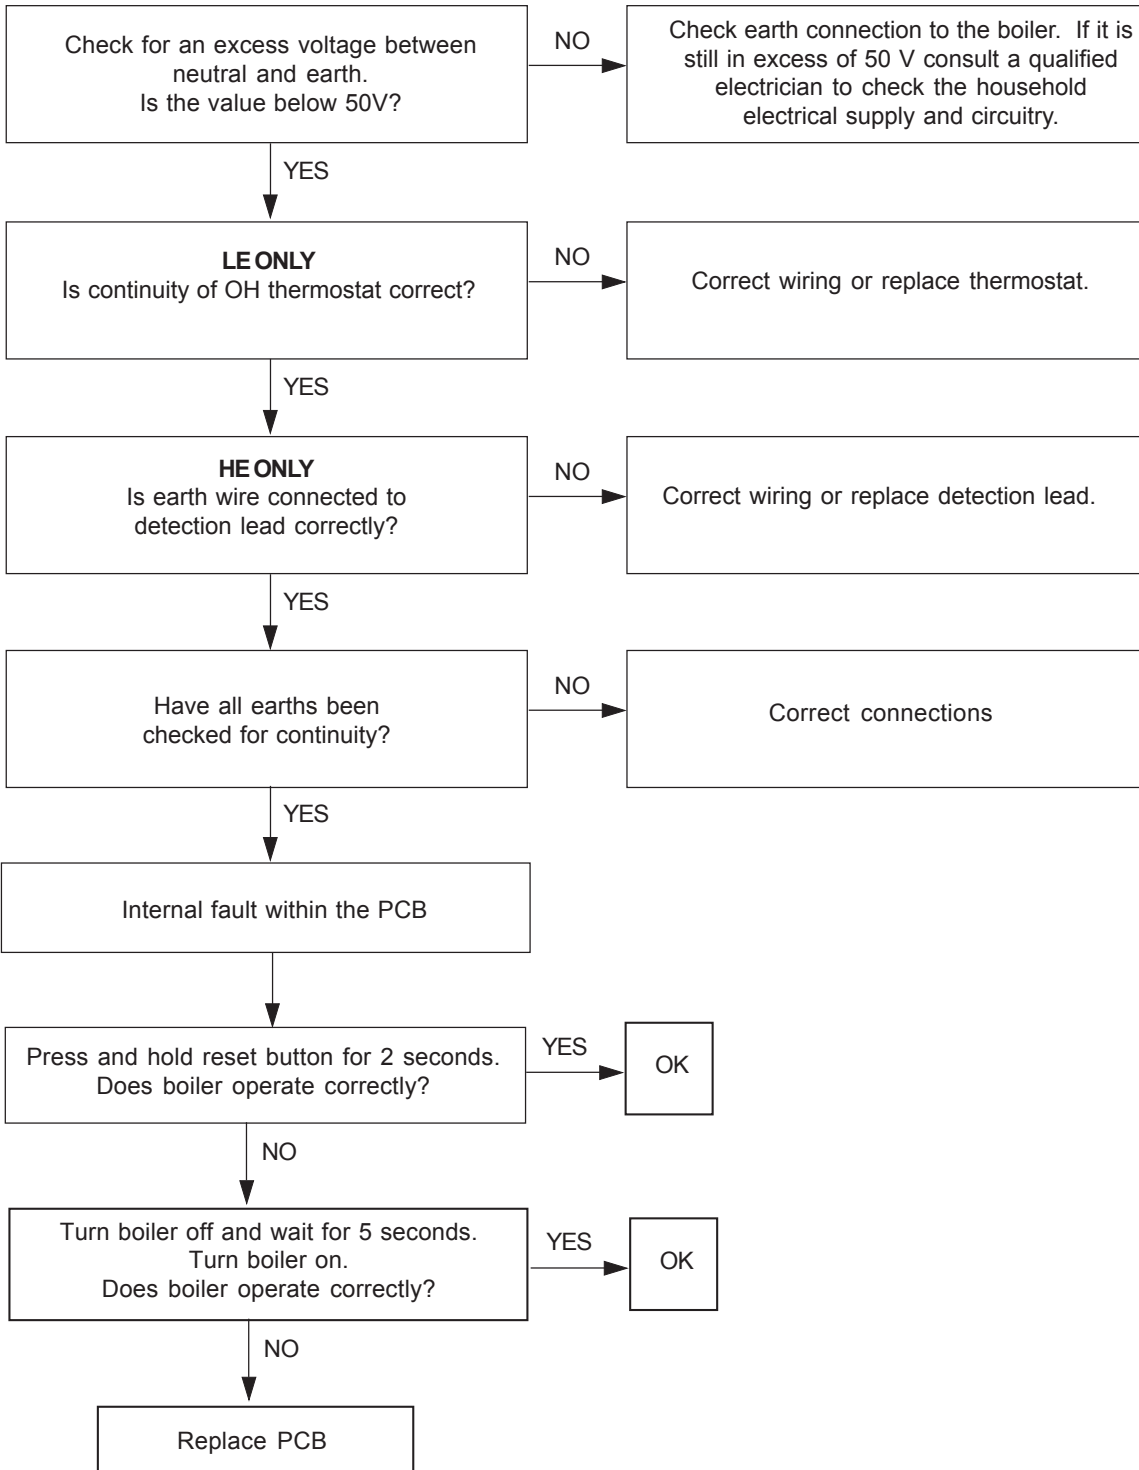 Check for an excess voltage between
neutral and earth.
Is the value below 50V?
NO
Check earth connection to the boiler. If it is
still in excess of 50 V consult a qualified
electrician to check the household
electrical supply and circuitry.
YES
LE ONLY
Is continuity of OH thermostat correct?
NO
Correct wiring or replace thermostat.
YES
HE ONLY
Is earth wire connected to
detection lead correctly?
NO
Correct wiring or replace detection lead.
YES
Have all earths been
checked for continuity?
NO
Correct connections
YES
Internal fault within the PCB
Press and hold reset button for 2 seconds.
Does boiler operate correctly?
YES
OK
NO
Turn boiler off and wait for 5 seconds.
Turn boiler on.
Does boiler operate correctly?
YES
OK
NO
Replace PCB